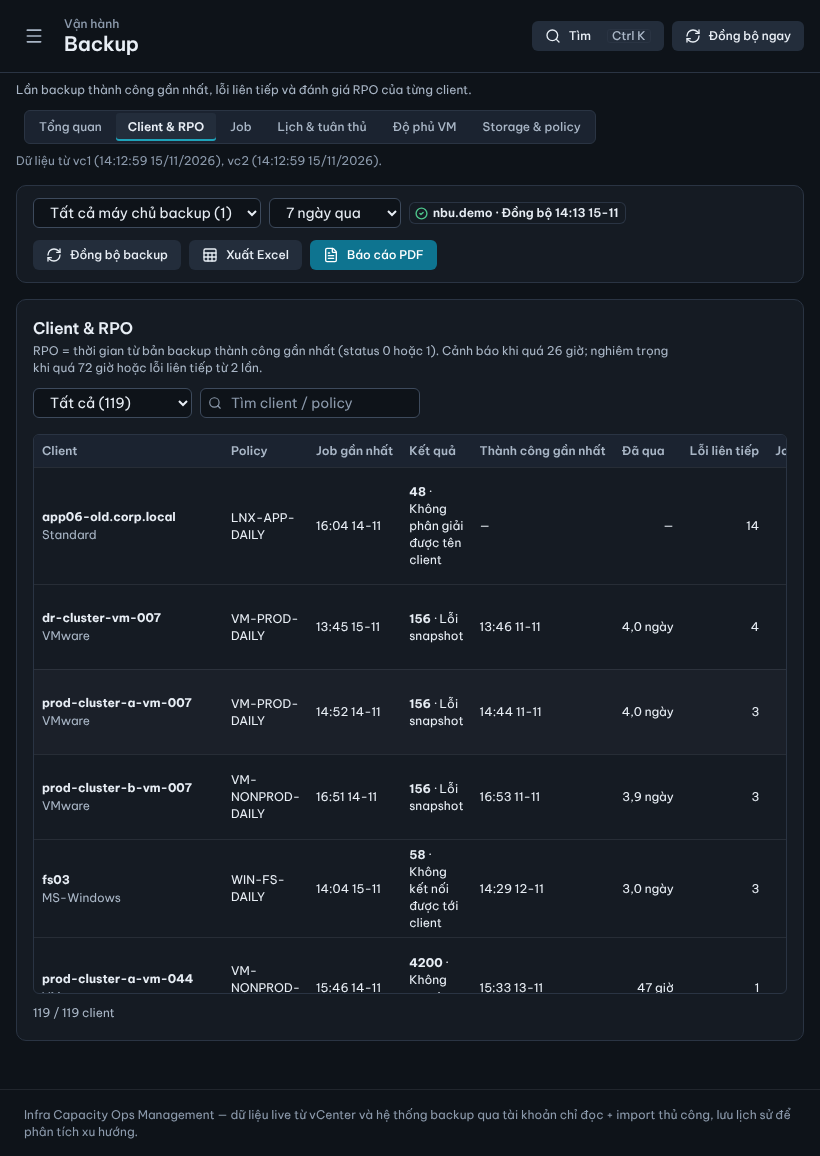 Vận hành
Backup
Tìm Ctrl K
Đồng bộ ngay
Lần backup thành công gần nhất, lỗi liên tiếp và đánh giá RPO của từng client.
Tổng quan Client & RPO Job Lịch & tuân thủ Độ phủ VM Storage & policy
Dữ liệu từ vc1 (14:12:59 15/11/2026), vc2 (14:12:59 15/11/2026).
Tất cả máy chủ backup (1) 7 ngày qua nbu.demo · Đồng bộ 14:13 15-11
Đồng bộ backup Xuất Excel Báo cáo PDF
Client & RPO
RPO = thời gian từ bản backup thành công gần nhất (status 0 hoặc 1). Cảnh báo khi quá 26 giờ; nghiêm trọng
khi quá 72 giờ hoặc lỗi liên tiếp từ 2 lần.
Tất cả (119) Tìm client / policy
Client Policy Job gần nhất Kết quả Thành công gần nhất Đã qua Lỗi liên tiếp
app06-old.corp.local
Standard
LNX-APP-
DAILY
16:04 14-11
48 ·
Không
phân giải
được tên
client
—
—
14
dr-cluster-vm-007
VMware
VM-PROD-
DAILY
13:45 15-11
156 · Lỗi
snapshot
13:46 11-11
4,0 ngày
4
prod-cluster-a-vm-007
VMware
VM-PROD-
DAILY
14:52 14-11
156 · Lỗi
snapshot
14:44 11-11
4,0 ngày
3
prod-cluster-b-vm-007
VMware
VM-
NONPROD-
DAILY
16:51 14-11
156 · Lỗi
snapshot
16:53 11-11
3,9 ngày
3
fs03
MS-Windows
WIN-FS-
DAILY
14:04 15-11
58 ·
Không
kết nối
được tới
client
14:29 12-11
3,0 ngày
3
prod-cluster-a-vm-044
VM-
NONPROD-
15:46 14-11
4200 ·
Không
15:33 13-11
47 giờ
1
119 / 119 client
Infra Capacity Ops Management — dữ liệu live từ vCenter và hệ thống backup qua tài khoản chỉ đọc + import thủ công, lưu lịch sử để
phân tích xu hướng.